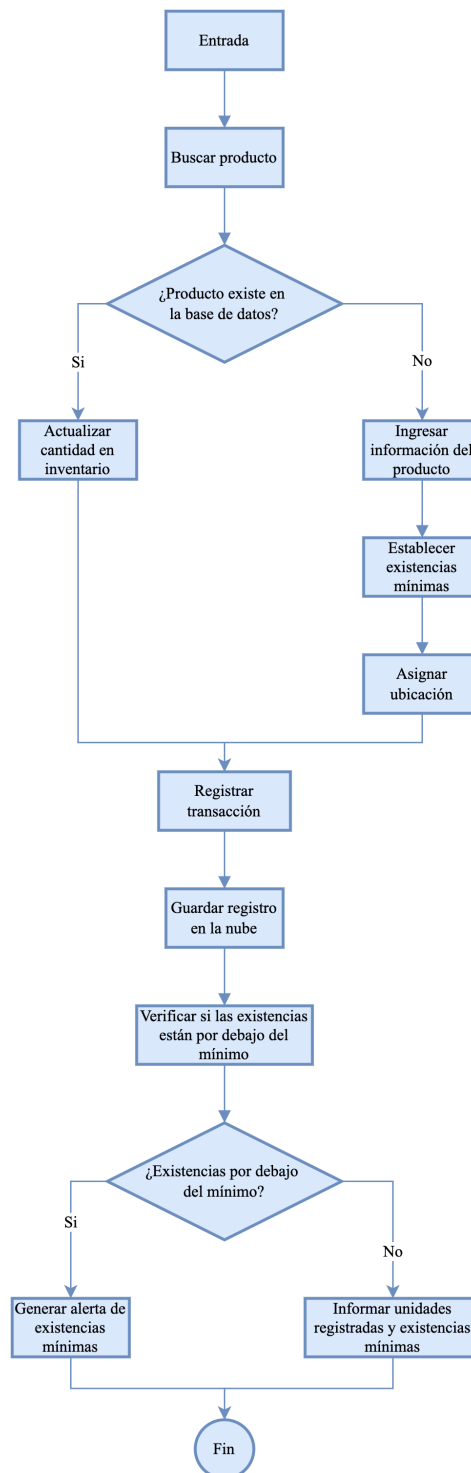 Entrada
Buscar producto
¿Producto existe en
la base de datos?
Si
No
Actualizar
cantidad en
inventario
Ingresar
información del
producto
Establecer
existencias
mínimas
Asignar
ubicación
Registrar
transacción
Guardar registro
en la nube
Verificar si las existencias
están por debajo del
mínimo
¿Existencias por debajo
del mínimo?
Si
No
Generar alerta de
existencias
mínimas
Informar unidades
registradas y existencias
mínimas
Fin